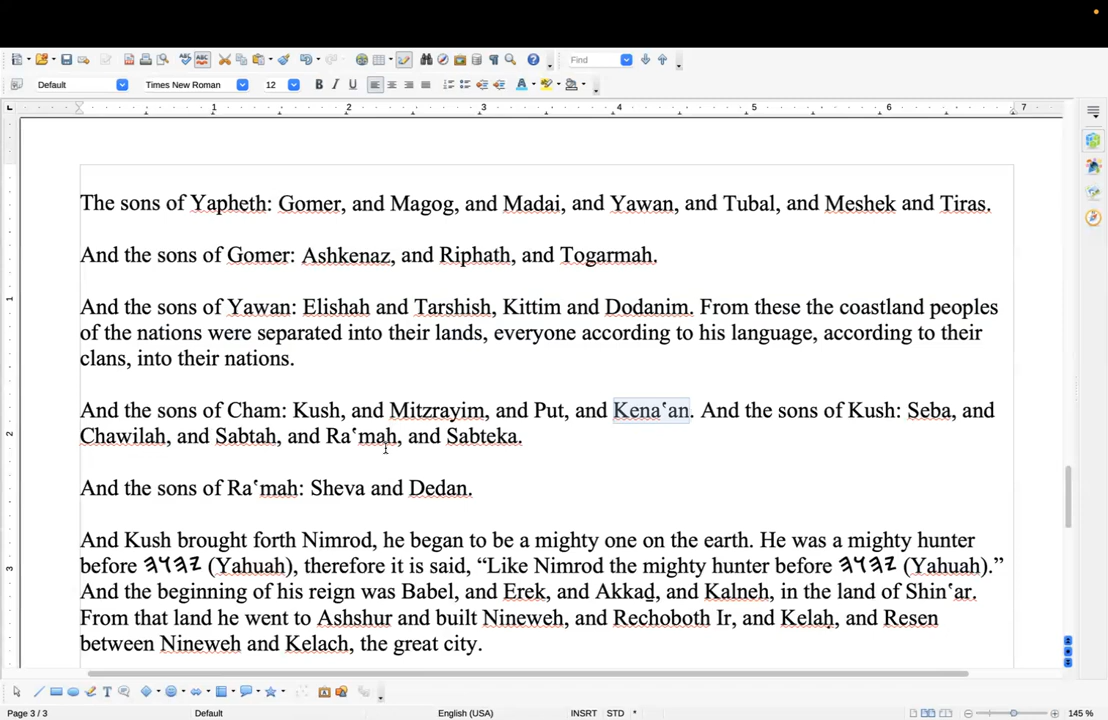 Find
Default
Times New Roman
12
1
2
3
4
5
6
7
The sons of Yapheth: Gomer, and Magog, and Madai, and Yawan, and Tubal, and Meshek and Tiras.
And the sons of Gomer: Ashkenaz, and Riphath, and Togarmah.
And the sons of Yawan: Elishah and Tarshish, Kittim and Dodanim. From these the coastland peoples
of the nations were separated into their lands, everyone according to his language, according to their
clans, into their nations.
And the sons of Cham: Kush, and Mitzrayim, and Put, and Kenaʽan. And the sons of Kush: Seba, and
Chawilah, and Sabtah, and Raʽmah, and Sabteka.
And the sons of Raʽmah: Sheva and Dedan.
And Kush brought forth Nimrod, he began to be a mighty one on the earth. He was a mighty hunter
before 𐤉𐤄𐤅𐤄 (Yahuah), therefore it is said, “Like Nimrod the mighty hunter before 𐤉𐤄𐤅𐤄 (Yahuah).”
And the beginning of his reign was Babel, and Erek, and Akkaḏ, and Kalneh, in the land of Shinʽar.
From that land he went to Ashshur and built Nineweh, and Rechoboth Ir, and Kelaḥ, and Resen
between Nineweh and Kelach, the great city.
Page 3 / 3
Default
English (USA)
INSRT
STD
*
145 %